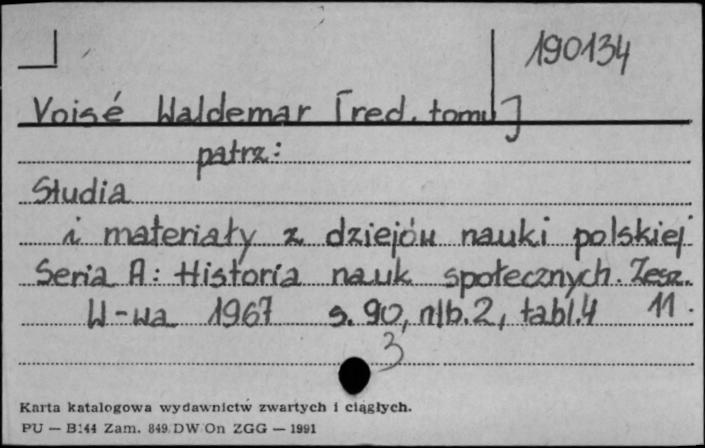 190134
Voisé Waldemar [red. tomu]
patrz:
Studia
i materiały z dziejów nauki polskiej
Seria A: Historia nauk społecznych. Zesz.
W-wa 1967 s. 90, nlb. 2, tabl. 4 11.
3
Karta katalogowa wydawnictw zwartych i ciągłych.
PU — B144 Zam. 849 DW On ZGG — 1991